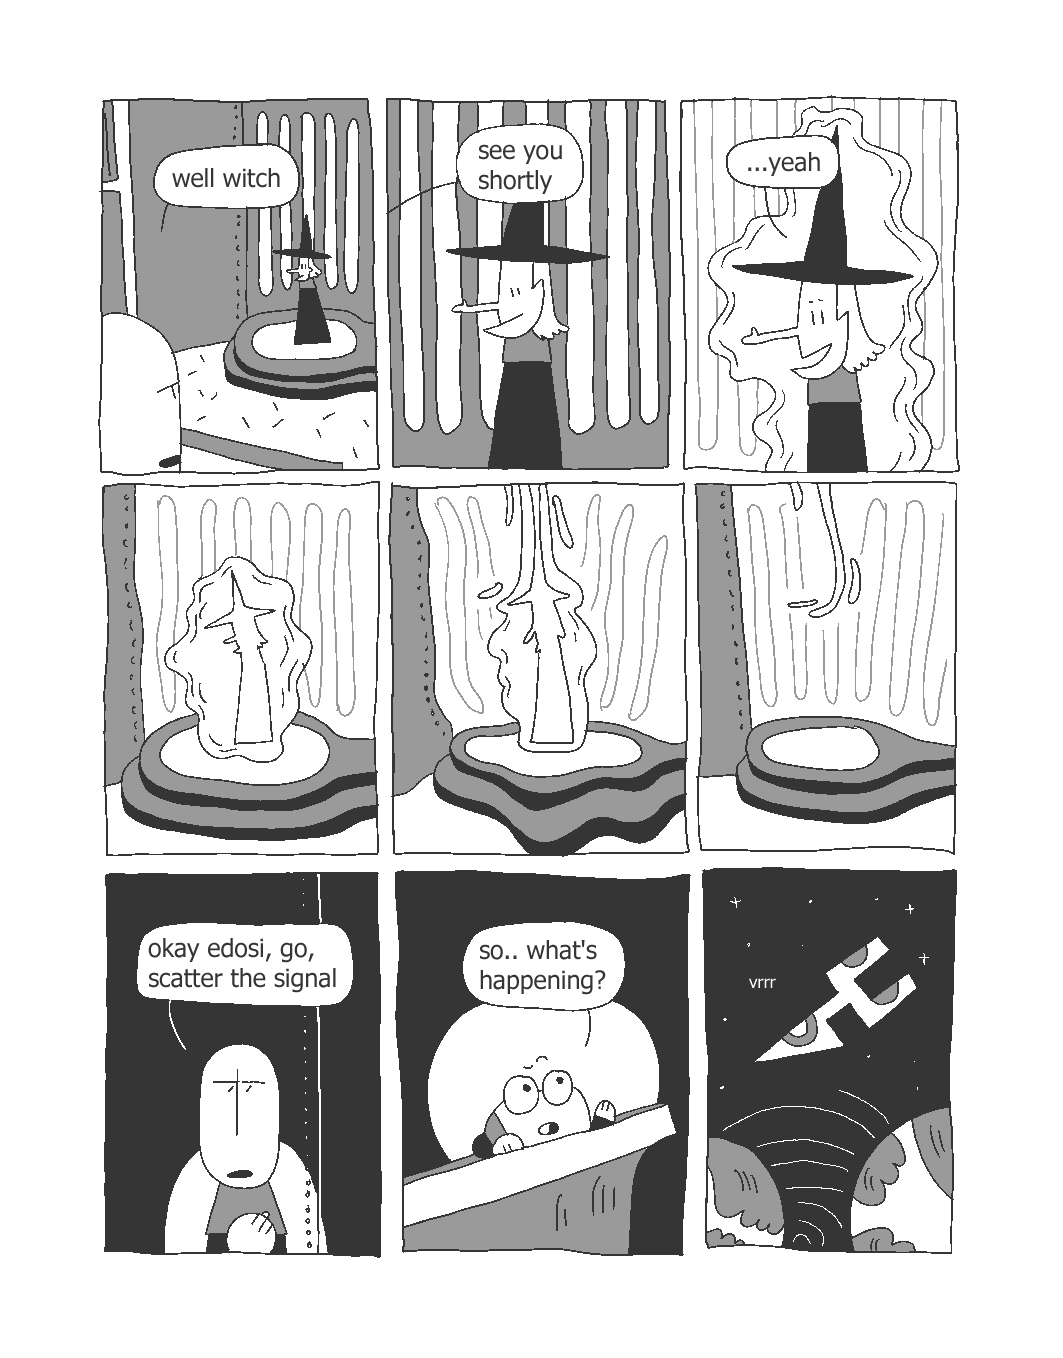 well witch
see you
shortly
...yeah
okay edosi, go,
scatter the signal
so.. what's
happening?
vrrr